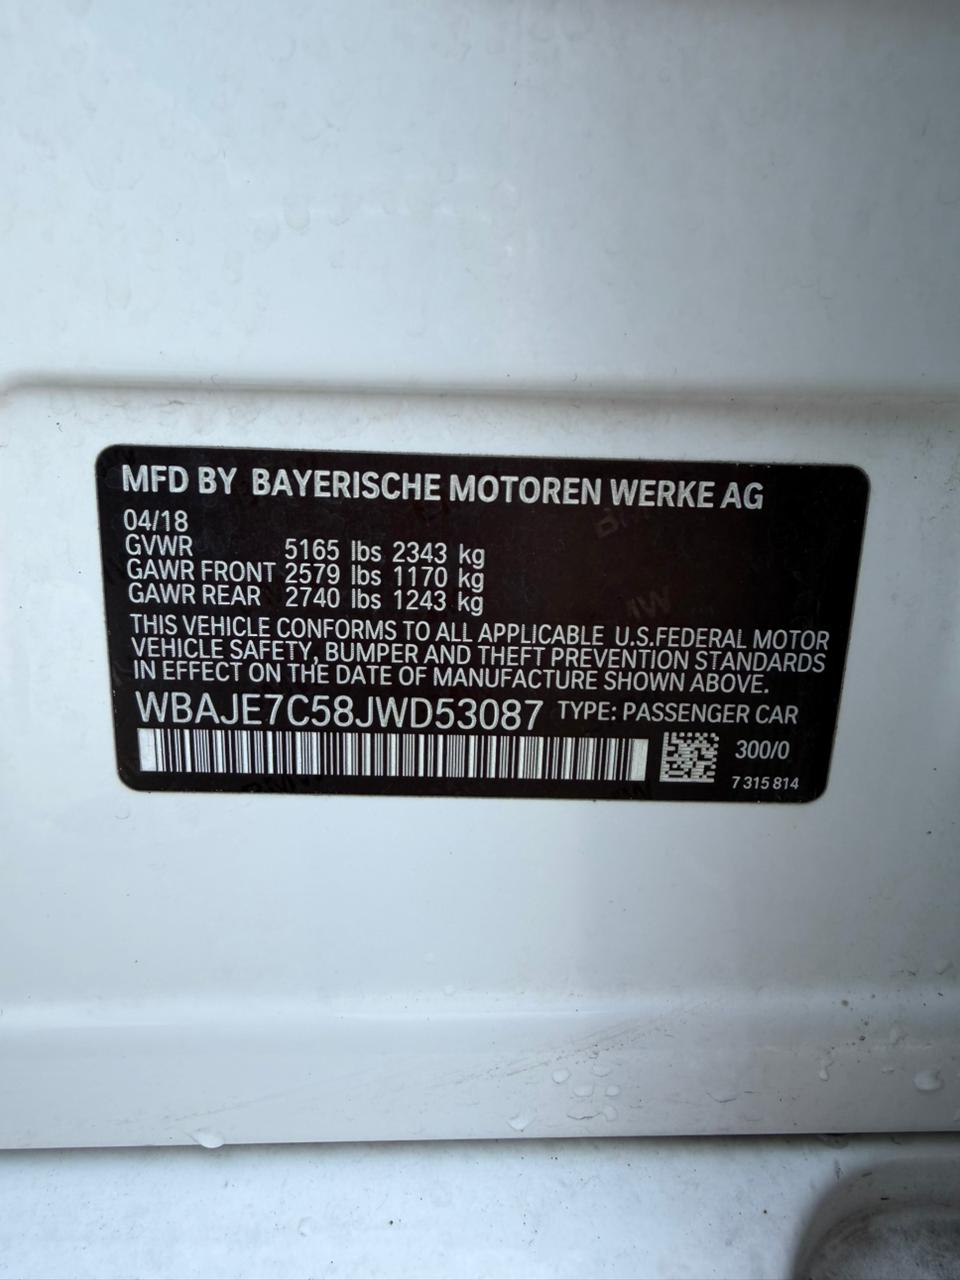 MFD BY BAYERISCHE MOTOREN WERKE AG
04/18
GVWR 5165 lbs 2343 kg
GAWR FRONT 2579 lbs 1170 kg
GAWR REAR 2740 lbs 1243 kg
THIS VEHICLE CONFORMS TO ALL APPLICABLE U.S.FEDERAL MOTOR
VEHICLE SAFETY, BUMPER AND THEFT PREVENTION STANDARDS
IN EFFECT ON THE DATE OF MANUFACTURE SHOWN ABOVE.
WBAJE7C58JWD53087 TYPE: PASSENGER CAR
300/0
7 315 814